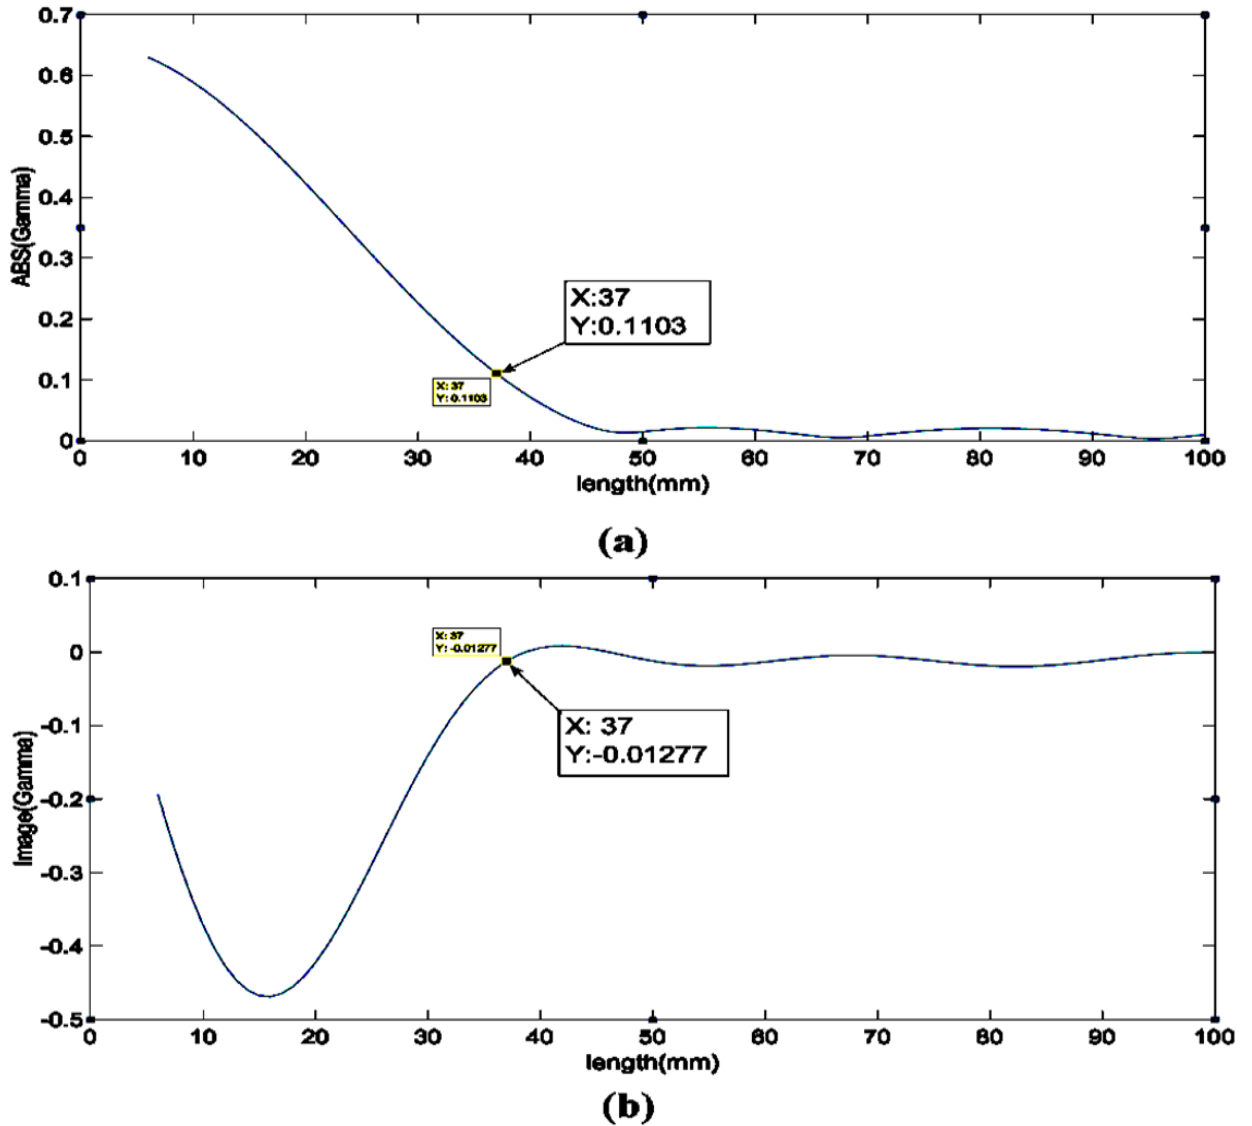 0.7
0.6
0.5
0.4
0.3
0.2
0.1
0
ABS(Gamma)
X:37
Y:0.1103
X: 37
Y: 0.1103
0 10 20 30 40 50 60 70 80 90 100
length(mm)
(a)
0.1
0
-0.1
-0.2
-0.3
-0.4
-0.5
Image(Gamma)
X: 37
Y: -0.01277
X: 37
Y:-0.01277
0 10 20 30 40 50 60 70 80 90 100
length(mm)
(b)